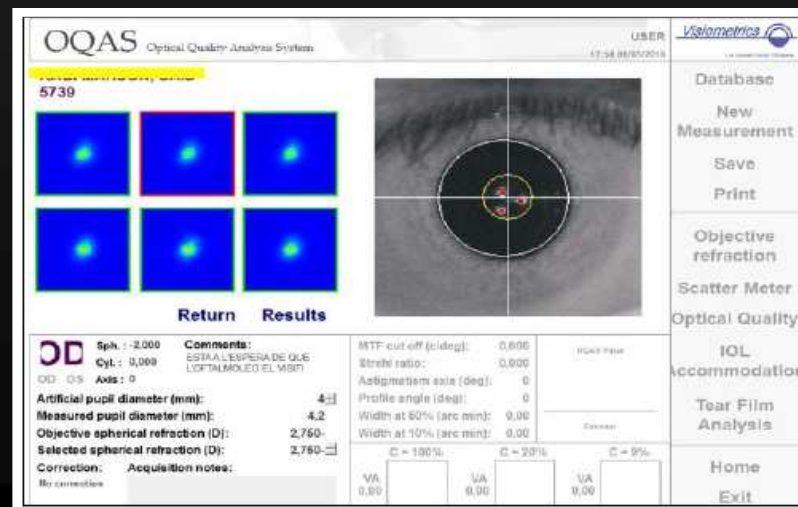 OQAS Optical Quality Analysis System
USER
Visiometrics
5739
Return Results
Database
New
Measurement
Save
Print
Objective
refraction
Scatter Meter
Optical Quality
IOL
Accommodation
Tear Film
Analysis
Home
Exit
OD
OD OS
Sph. : -2,000
Cyl. : 0,000
Axis : 0
Comments:
ESTA A L'ESPERA DE QUE
L'OFTALMOLEG EL VISITI
Artificial pupil diameter (mm): 4
Measured pupil diameter (mm): 4,2
Objective spherical refraction (D): 2,750-
Selected spherical refraction (D): 2,750-
Correction: Acquisition notes:
No correction
MTF cut off (c/deg): 0,000
Strehl ratio: 0,000
Astigmatism axis (deg): 0
Profile angle (deg): 0
Width at 50% (arc min): 0,00
Width at 10% (arc min): 0,00
C = 100% C = 20% C = 9%
VA VA VA
0,00 0,00 0,00